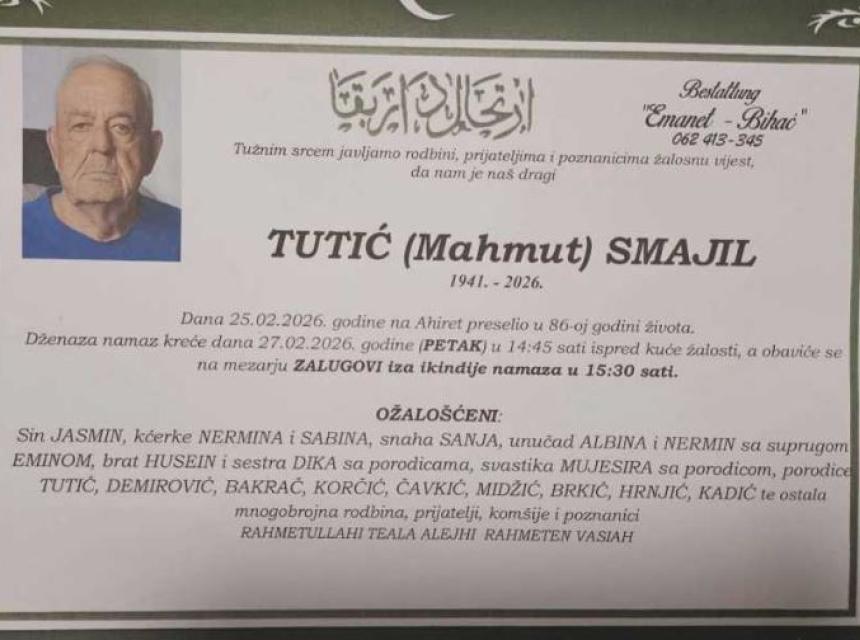 ارتحال دار بقا
Bestattung
"Emanet - Bihać"
062 413-345
Tužnim srcem javljamo rodbini, prijateljima i poznanicima žalosnu vijest,
da nam je naš dragi
TUTIĆ (Mahmut) SMAJIL
1941. - 2026.
Dana 25.02.2026. godine na Ahiret preselio u 86-oj godini života.
Dženaza namaz kreće dana 27.02.2026. godine (PETAK) u 14:45 sati ispred kuće žalosti, a obaviće se
na mezarju ZALUGOVI iza ikindije namaza u 15:30 sati.
OŽALOŠĆENI:
Sin JASMIN, kćerke NERMINA i SABINA, snaha SANJA, unučad ALBINA i NERMIN sa suprugom
EMINOM, brat HUSEIN i sestra DIKA sa porodicama, svastika MUJESIRA sa porodicom, porodice
TUTIĆ, DEMIROVIĆ, BAKRAČ, KORČIĆ, ČAVKIĆ, MIDŽIĆ, BRKIĆ, HRNJIĆ, KADIĆ te ostala
mnogobrojna rodbina, prijatelji, komšije i poznanici
RAHMETULLAHI TEALA ALEJHI RAHMETEN VASIAH